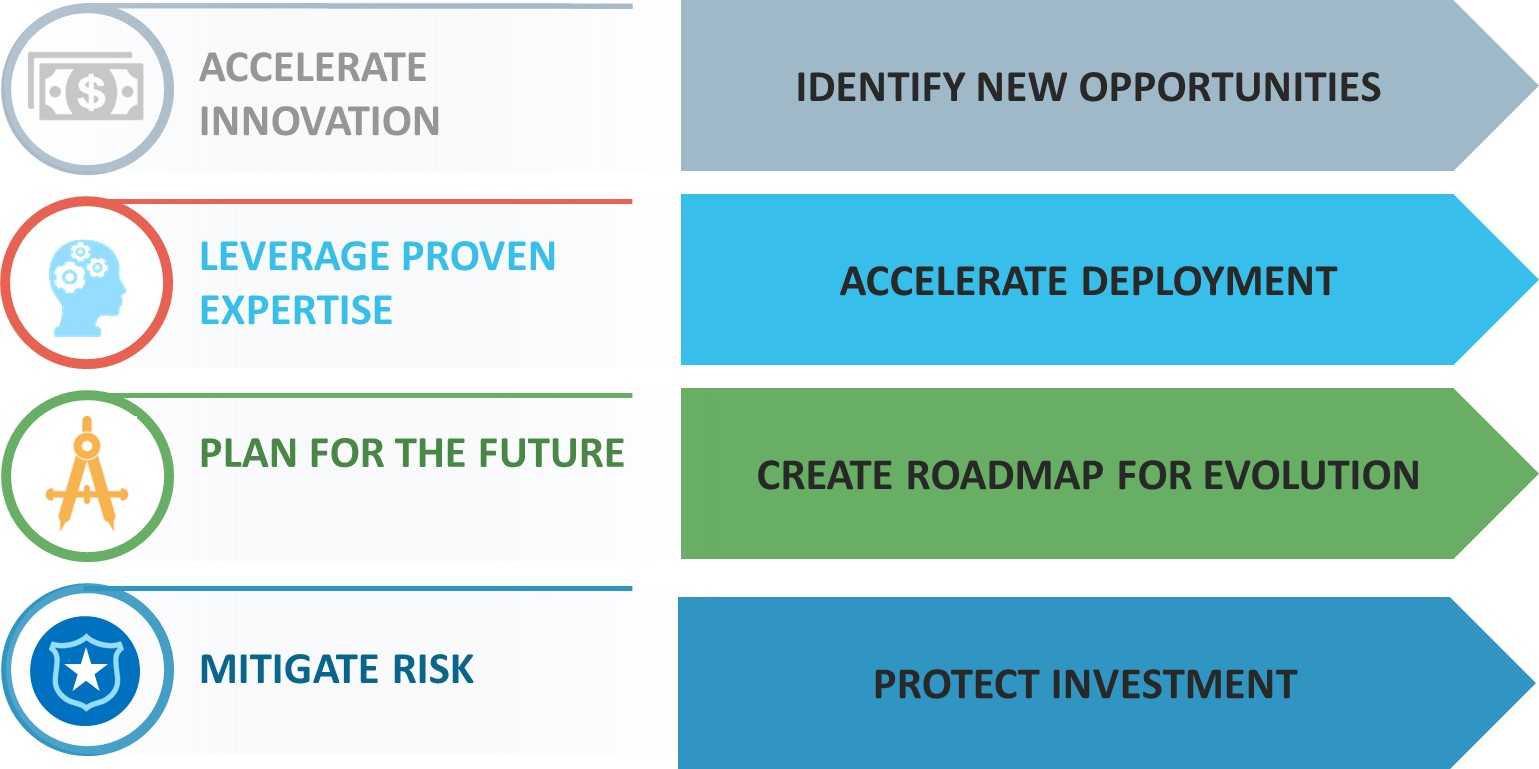 ACCELERATE
INNOVATION
IDENTIFY NEW OPPORTUNITIES
LEVERAGE PROVEN
EXPERTISE
ACCELERATE DEPLOYMENT
PLAN FOR THE FUTURE
CREATE ROADMAP FOR EVOLUTION
MITIGATE RISK
PROTECT INVESTMENT